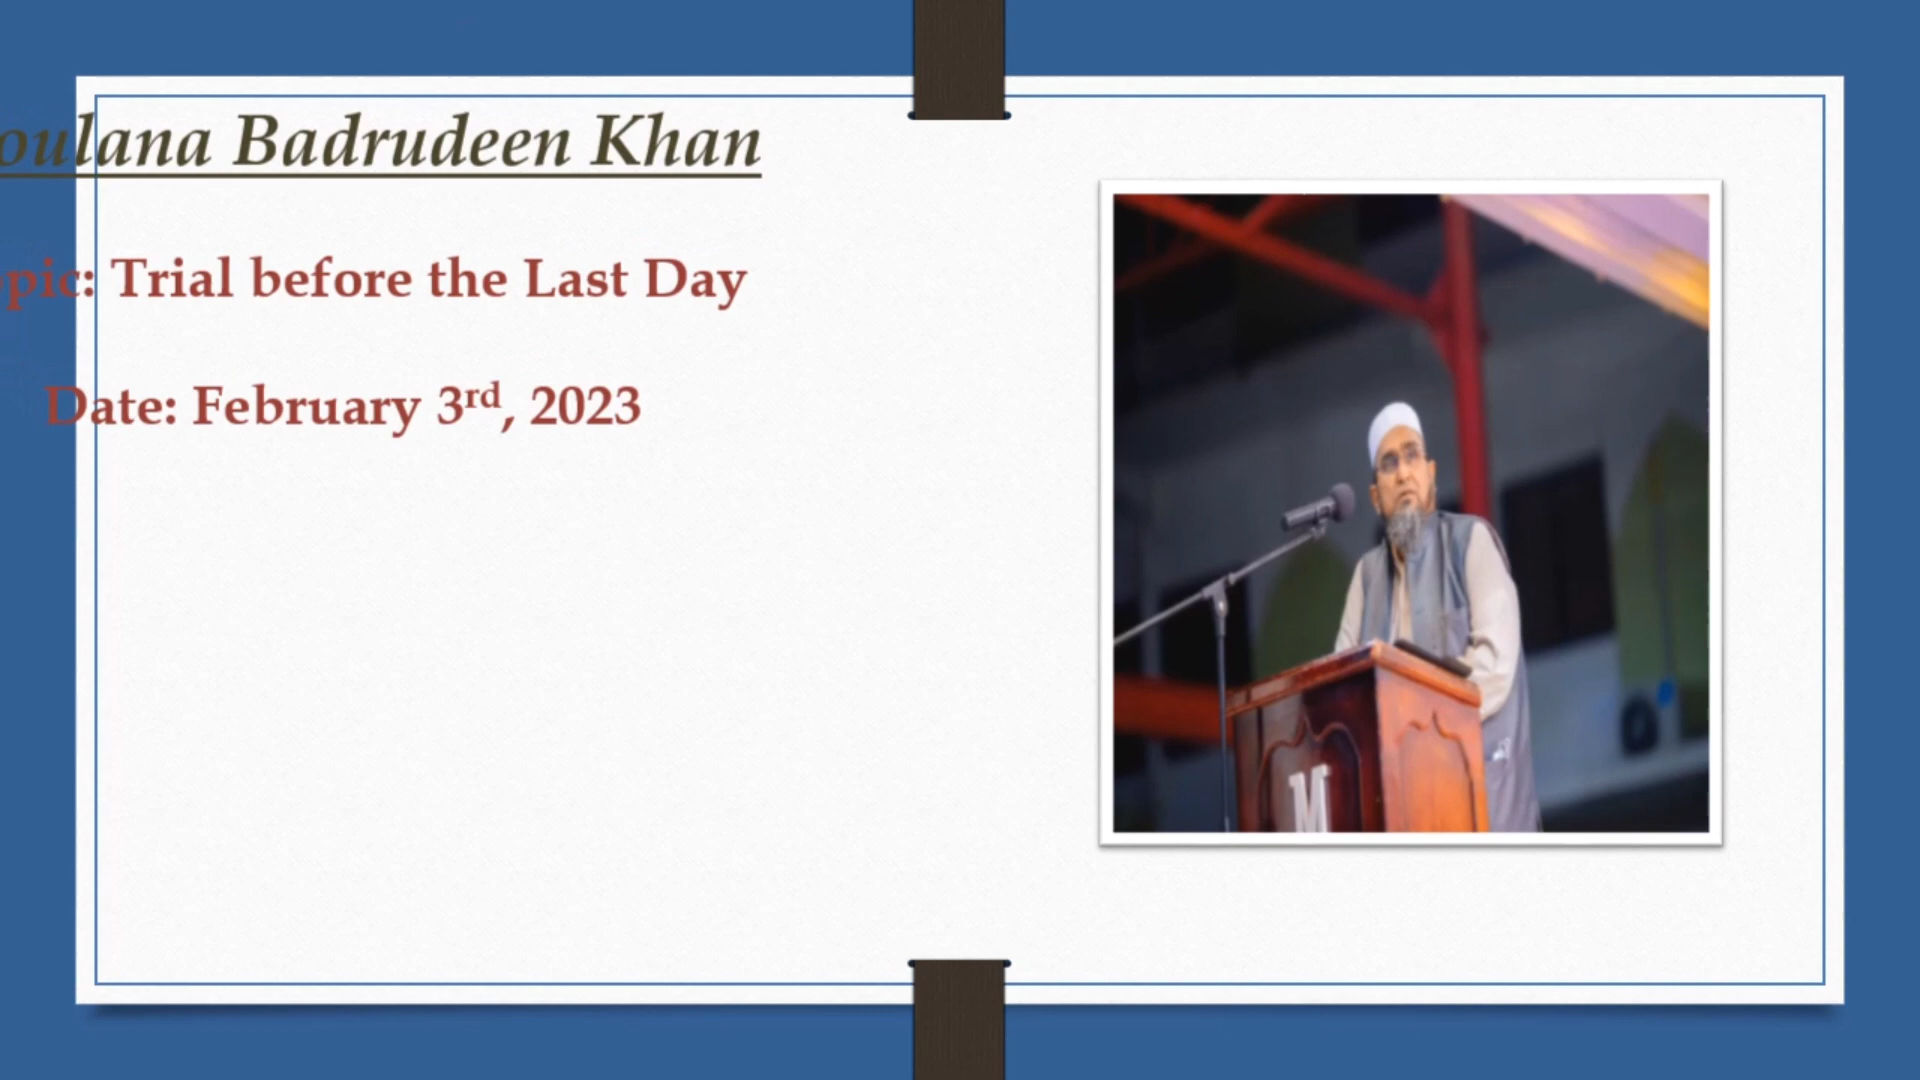 oulana Badrudeen Khan
pic: Trial before the Last Day
Date: February 3rd, 2023
M